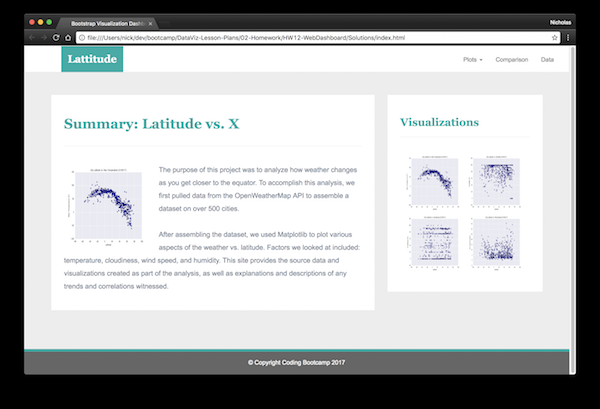 Bootstrap Visualization Dashb
Nicholas
file:///Users/nick/dev/bootcamp/DataViz-Lesson-Plans/02-Homework/HW12-WebDashboard/Solutions/index.html
Lattitude
Plots
Comparison
Data
Summary: Latitude vs. X
The purpose of this project was to analyze how weather changes
as you get closer to the equator. To accomplish this analysis, we
first pulled data from the OpenWeatherMap API to assemble a
dataset on over 500 cities.
After assembling the dataset, we used Matplotlib to plot various
aspects of the weather vs. latitude. Factors we looked at included:
temperature, cloudiness, wind speed, and humidity. This site provides the source data and
visualizations created as part of the analysis, as well as explanations and descriptions of any
trends and correlations witnessed.
Visualizations
© Copyright Coding Bootcamp 2017